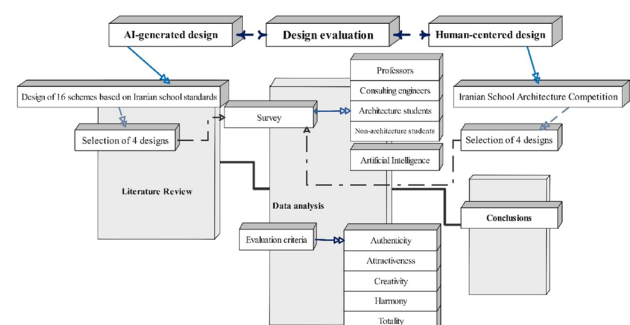 AI-generated design
Design evaluation
Human-centered design
Design of 16 schemes based on Iranian school standards
Selection of 4 designs
Literature Review
Survey
Professors
Consulting engineers
Architecture students
Non-architecture students
Artificial Intelligence
Iranian School Architecture Competition
Selection of 4 designs
Data analysis
Conclusions
Evaluation criteria
Authenticity
Attractiveness
Creativity
Harmony
Totality